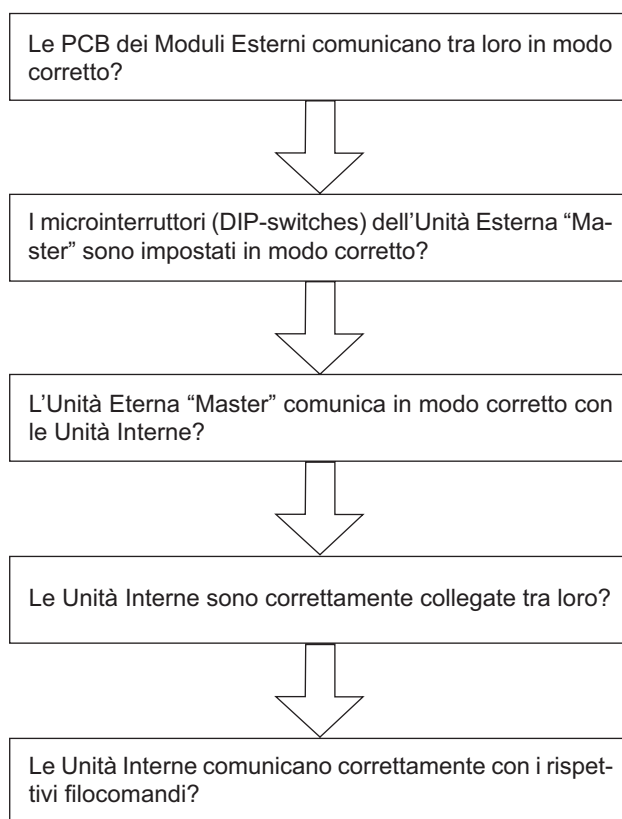 Le PCB dei Moduli Esterni comunicano tra loro in modo
corretto?
I microinterruttori (DIP-switches) dell’Unità Esterna “Ma-
ster” sono impostati in modo corretto?
L’Unità Eterna “Master” comunica in modo corretto con
le Unità Interne?
Le Unità Interne sono correttamente collegate tra loro?
Le Unità Interne comunicano correttamente con i rispet-
tivi filocomandi?